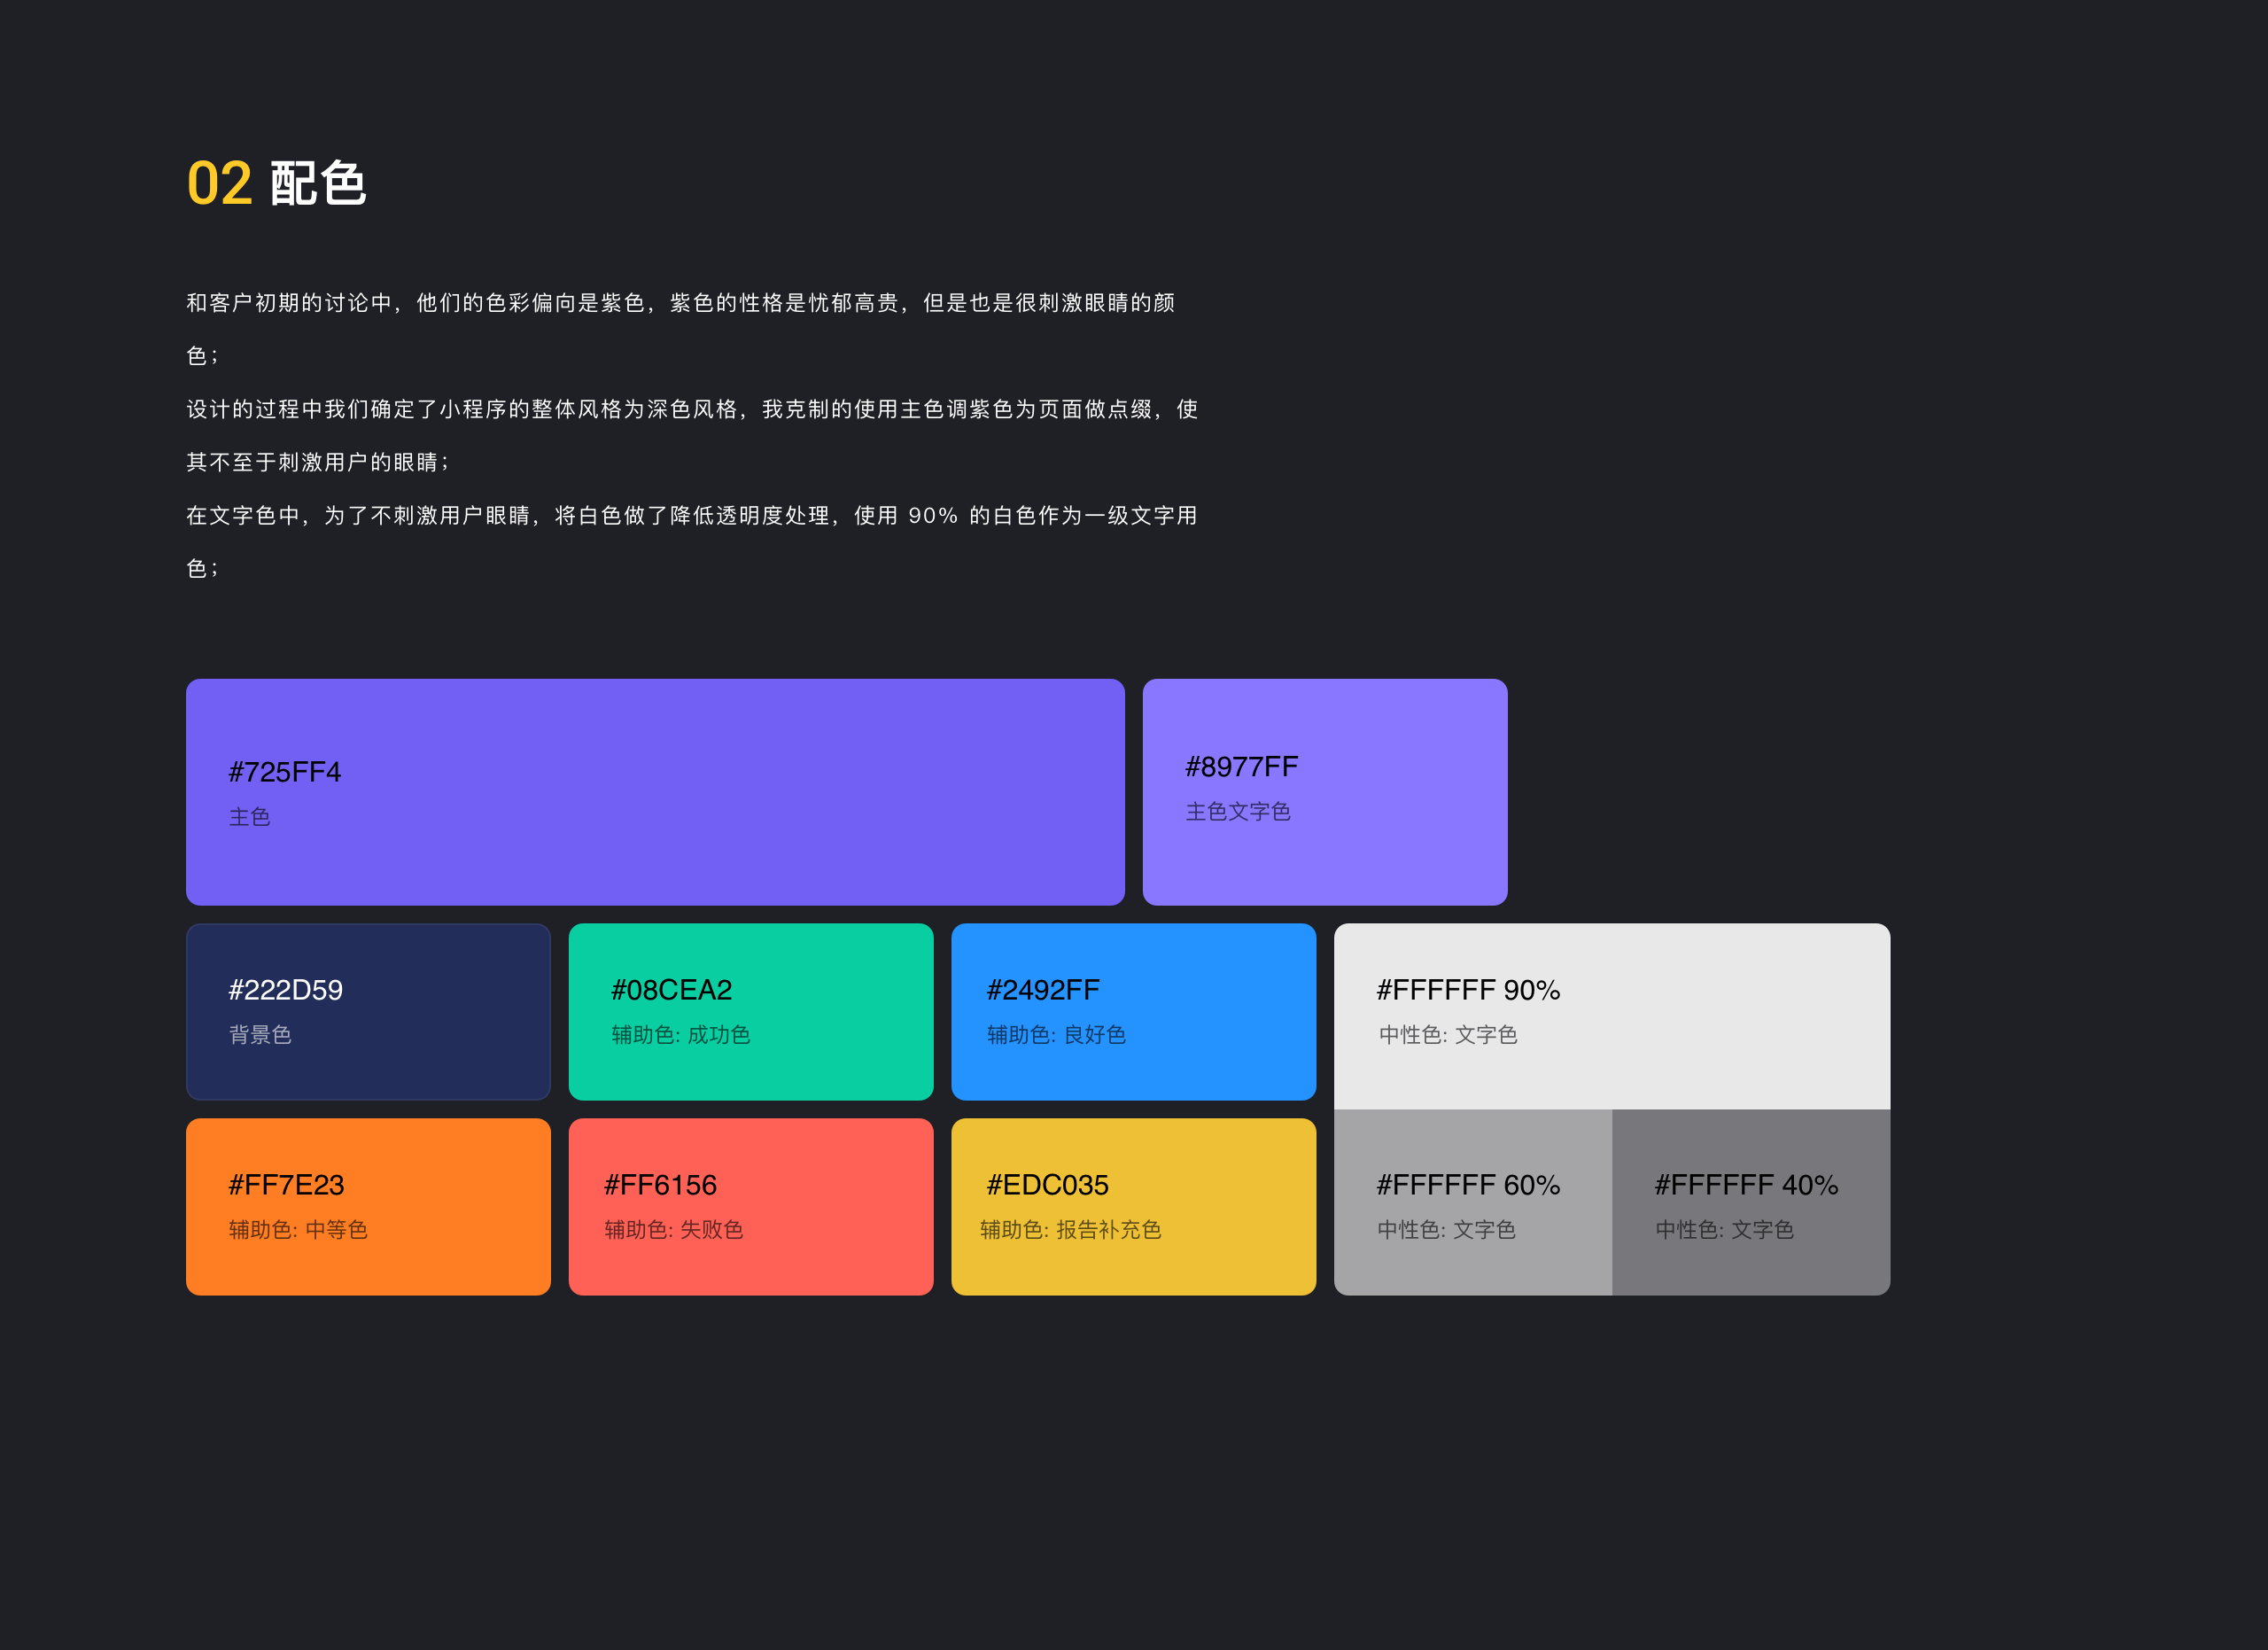 02 配色
和客户初期的讨论中，他们的色彩偏向是紫色，紫色的性格是忧郁高贵，但是也是很刺激眼睛的颜
色；
设计的过程中我们确定了小程序的整体风格为深色风格，我克制的使用主色调紫色为页面做点缀，使
其不至于刺激用户的眼睛；
在文字色中，为了不刺激用户眼睛，将白色做了降低透明度处理，使用 90% 的白色作为一级文字用
色；
#725FF4
主色
#8977FF
主色文字色
#222D59
背景色
#08CEA2
辅助色: 成功色
#2492FF
辅助色: 良好色
#FFFFFF 90%
中性色: 文字色
#FF7E23
辅助色: 中等色
#FF6156
辅助色: 失败色
#EDC035
辅助色: 报告补充色
#FFFFFF 60%
中性色: 文字色
#FFFFFF 40%
中性色: 文字色